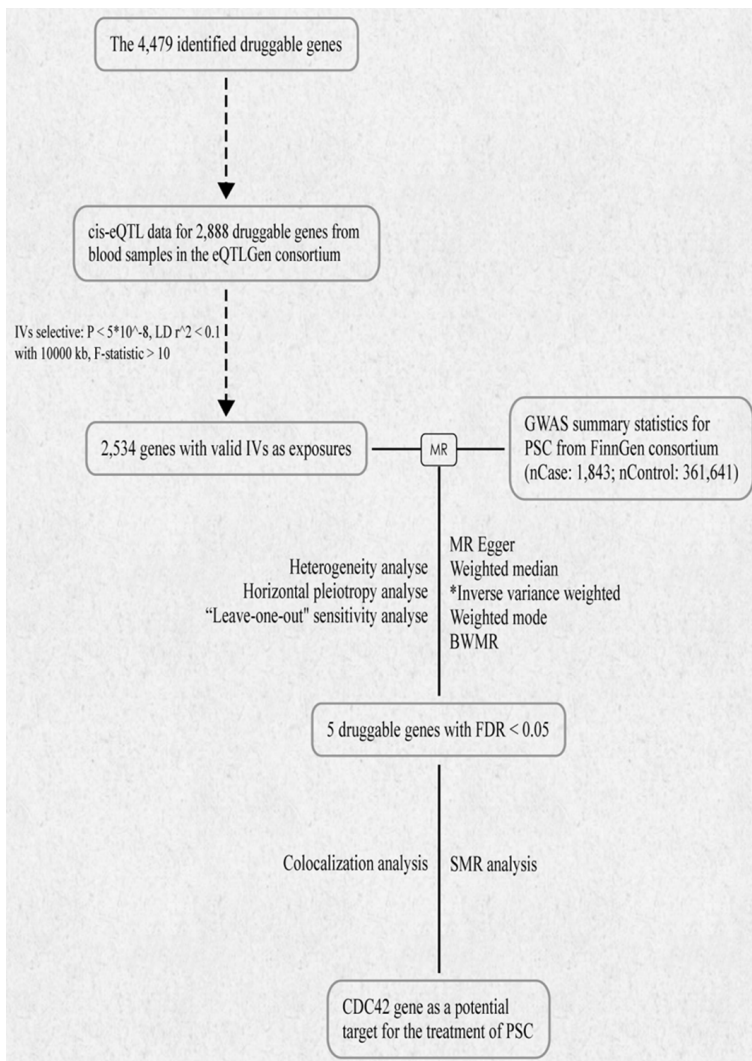 The 4,479 identified druggable genes
cis-eQTL data for 2,888 druggable genes from
blood samples in the eQTLGen consortium
IVs selective: P < 5*10^-8, LD r^2 < 0.1
with 10000 kb, F-statistic > 10
2,534 genes with valid IVs as exposures
MR
GWAS summary statistics for
PSC from FinnGen consortium
(nCase: 1,843; nControl: 361,641)
Heterogeneity analyse
Horizontal pleiotropy analyse
“Leave-one-out" sensitivity analyse
MR Egger
Weighted median
*Inverse variance weighted
Weighted mode
BWMR
5 druggable genes with FDR < 0.05
Colocalization analysis
SMR analysis
CDC42 gene as a potential
target for the treatment of PSC